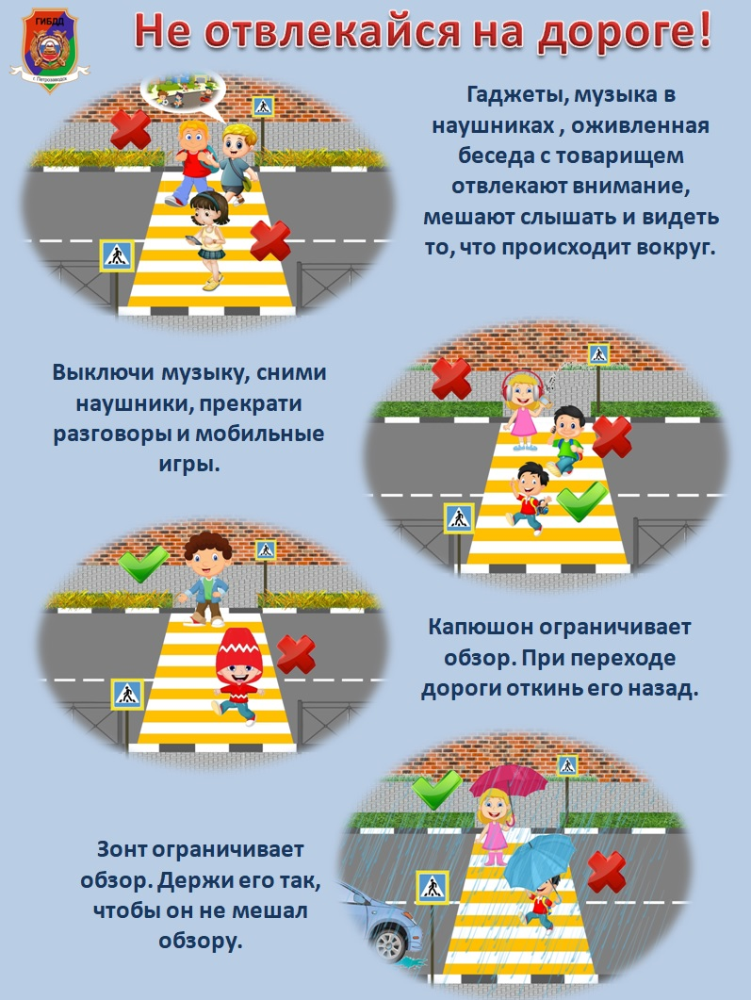 ГИБДД
г. Петрозаводск
Не отвлекайся на дороге!
Гаджеты, музыка в
наушниках , оживленная
беседа с товарищем
отвлекают внимание,
мешают слышать и видеть
то, что происходит вокруг.
Выключи музыку, сними
наушники, прекрати
разговоры и мобильные
игры.
Капюшон ограничивает
обзор. При переходе
дороги откинь его назад.
Зонт ограничивает
обзор. Держи его так,
чтобы он не мешал
обзору.